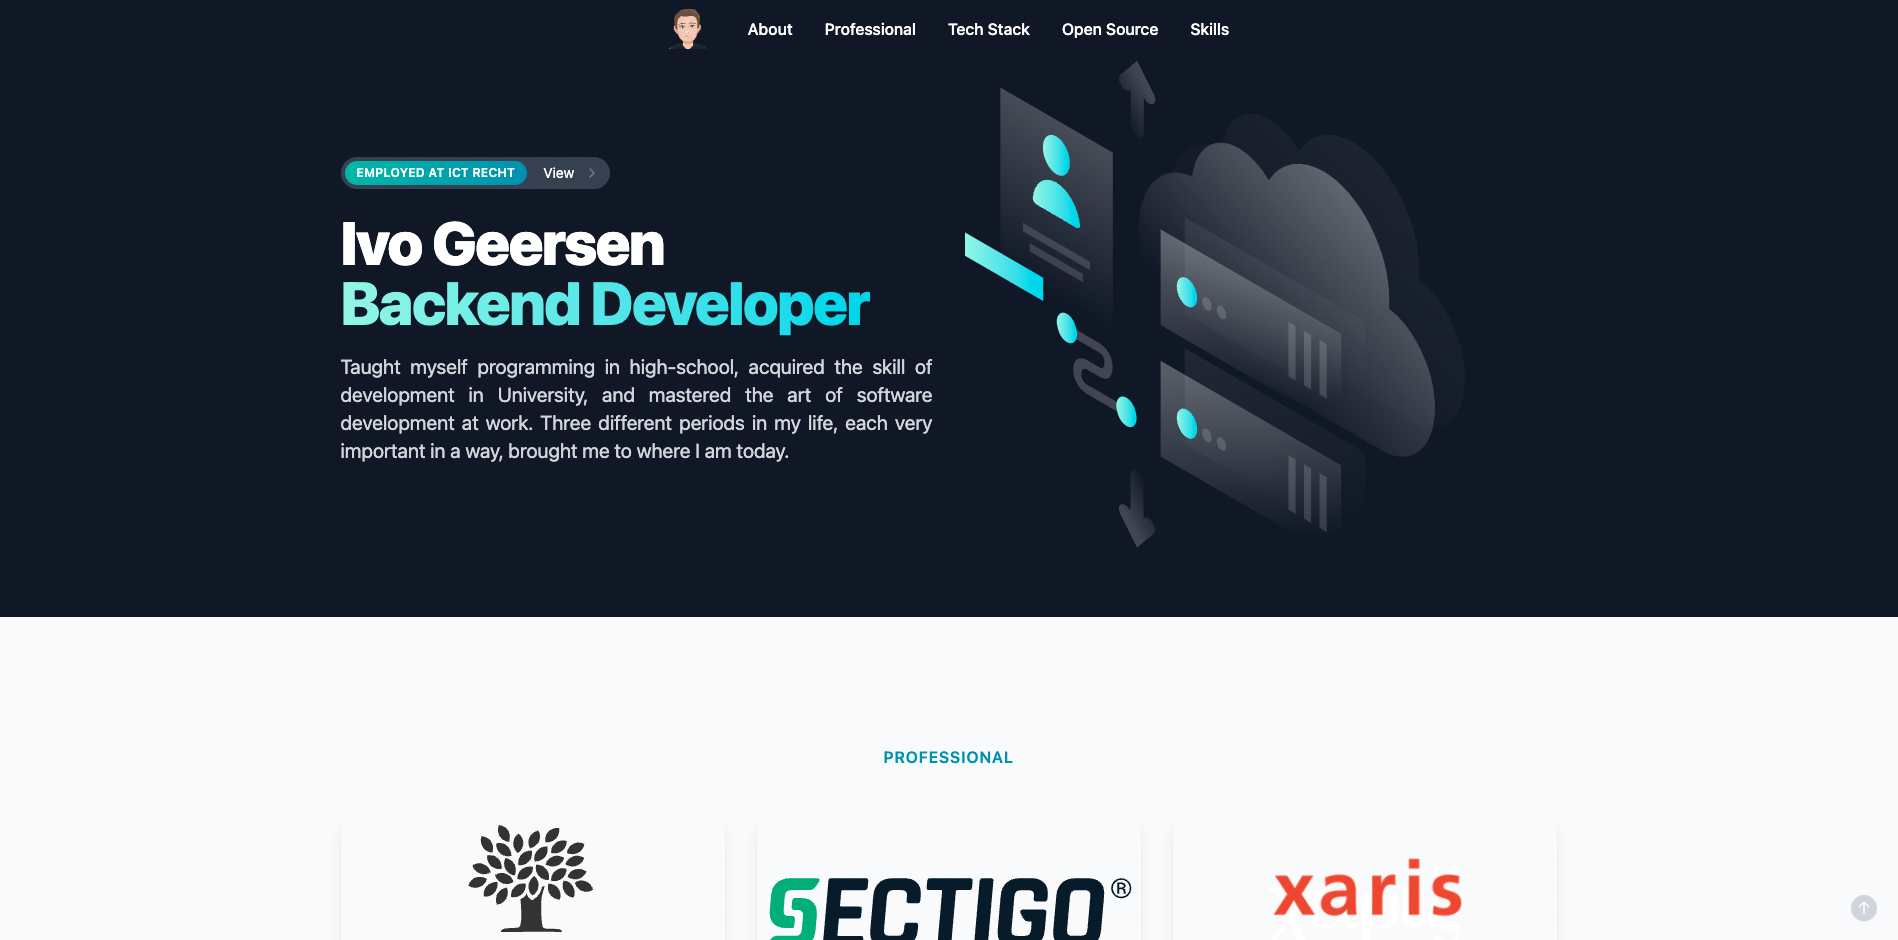 About Professional Tech Stack Open Source Skills
EMPLOYED AT ICT RECHT View
Ivo Geersen
Backend Developer
Taught myself programming in high-school, acquired the skill of
development in University, and mastered the art of software
development at work. Three different periods in my life, each very
important in a way, brought me to where I am today.
PROFESSIONAL
SECTIGO®
xaris